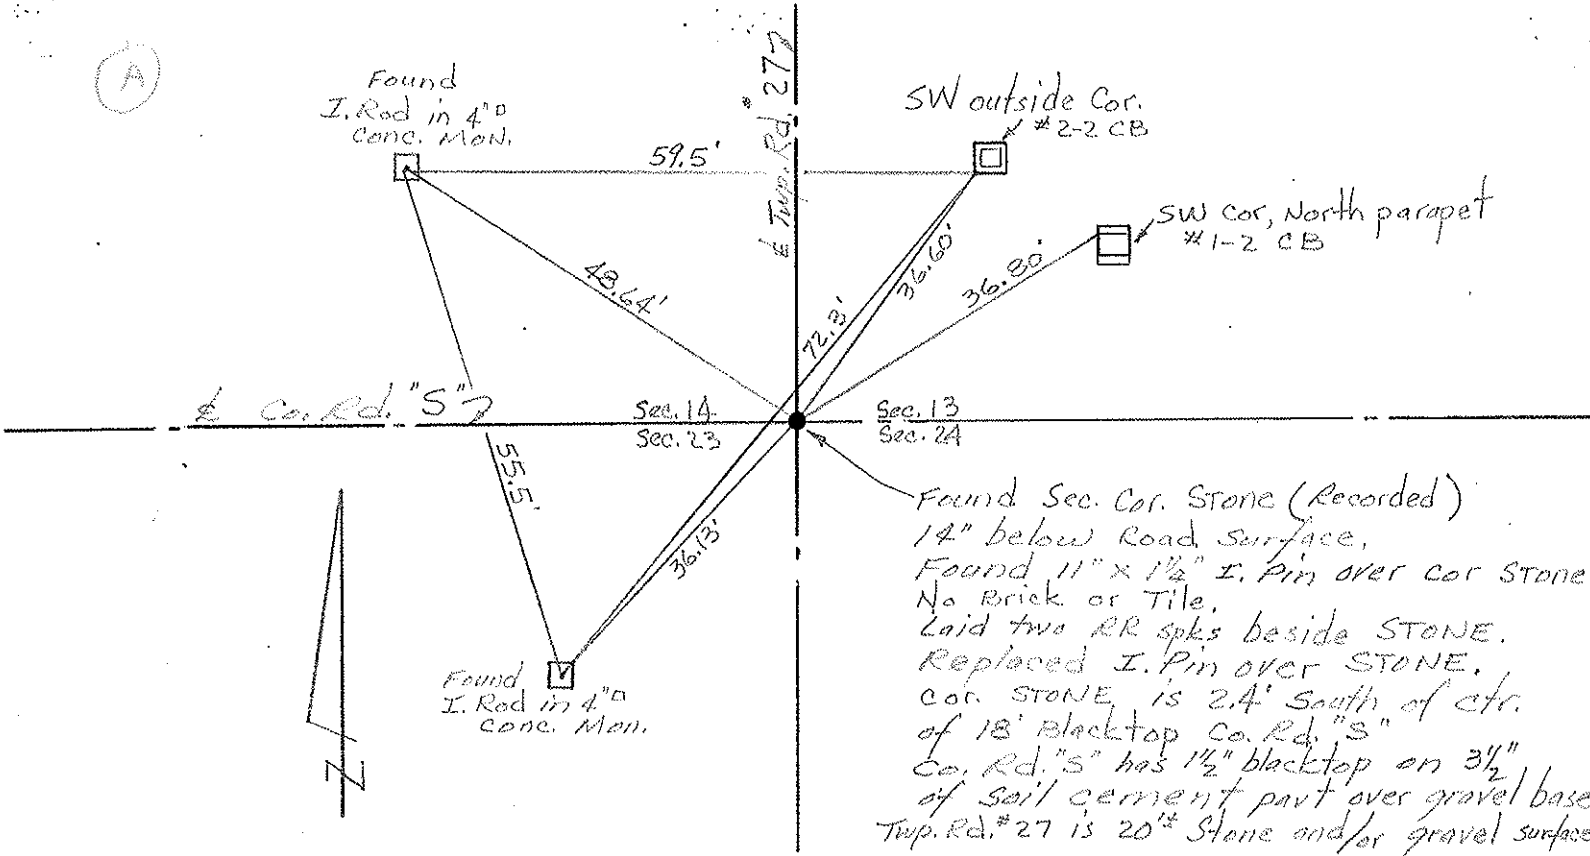 A
Found
I. Rod in 4"□
Conc. Mon.
59.5'
℄ Twp. Rd. #27
SW outside Cor.
#2-2 CB
SW Cor, North parapet
#1-2 CB
48.64'
72.3'
36.60'
36.80'
℄ Co. Rd. "S"
Sec. 14
Sec. 23
Sec. 13
Sec. 24
55.5'
36.13'
Found
I. Rod in 4"□
Conc. Mon.
N
Found Sec. Cor. Stone (Recorded)
14" below Road Surface.
Found 11" x 1½" I. Pin over Cor STONE
No Brick or Tile.
Laid two RR spks beside STONE.
Replaced I. Pin over STONE.
Cor. STONE is 2.4' South of ctr.
of 18' Blacktop Co. Rd. "S"
Co. Rd. "S" has 1½" blacktop on 3½"
of Soil cement pavt over gravel base
Twp. Rd. #27 is 20'± Stone and/or gravel surface